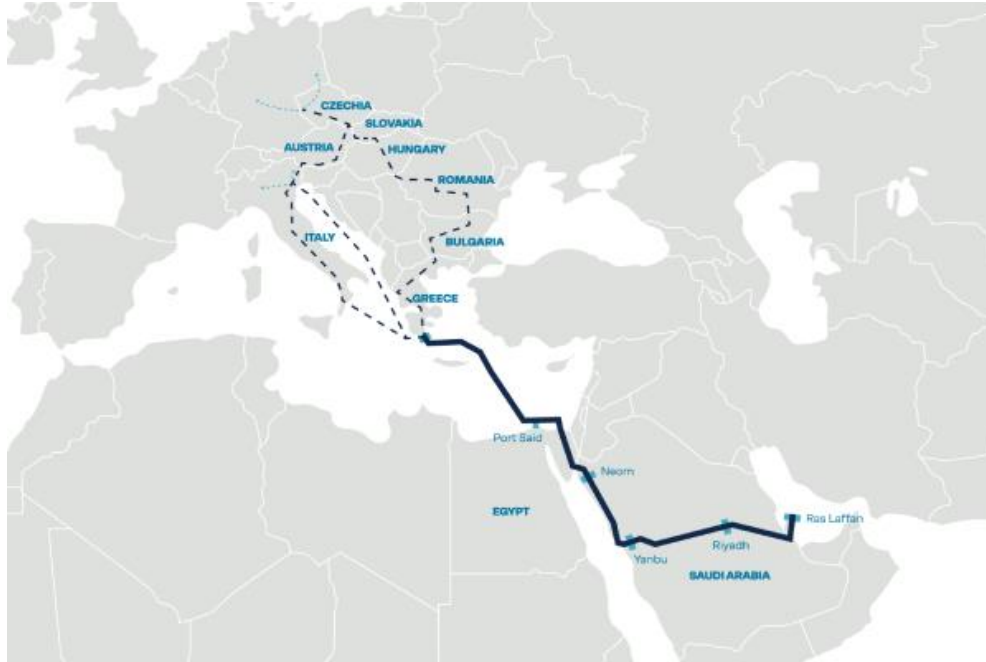 CZECHIA
SLOVAKIA
AUSTRIA
HUNGARY
ROMANIA
ITALY
BULGARIA
GREECE
Port Said
Neom
EGYPT
Ras Laffan
Riyadh
Yanbu
SAUDI ARABIA